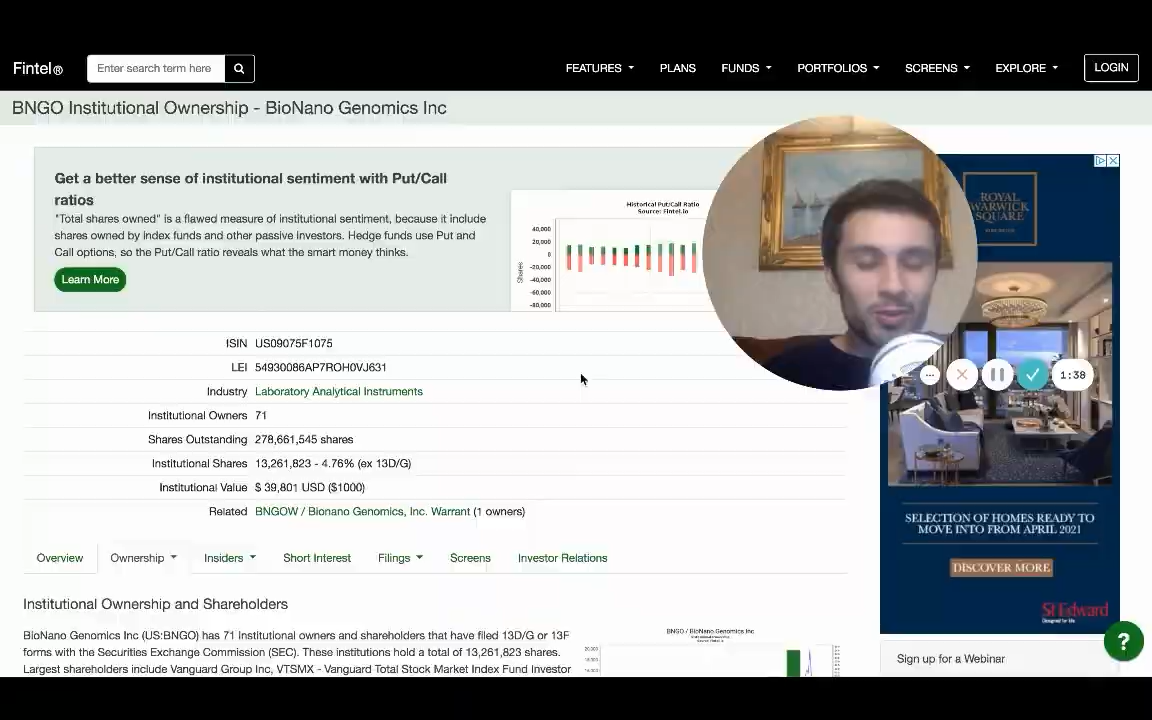 Fintel®
Enter search term here
FEATURES
PLANS
FUNDS
PORTFOLIOS
SCREENS
EXPLORE
LOGIN
BNGO Institutional Ownership - BioNano Genomics Inc
Get a better sense of institutional sentiment with Put/Call
ratios
"Total shares owned" is a flawed measure of institutional sentiment, because it include
shares owned by index funds and other passive investors. Hedge funds use Put and
Call options, so the Put/Call ratio reveals what the smart money thinks.
Learn More
Historical Put/Call Ratio
Source: Fintel.io
Shares
40,000
20,000
0
-20,000
-40,000
-60,000
-80,000
ISIN US09075F1075
LEI 54930086AP7ROH0VJ631
Industry Laboratory Analytical Instruments
Institutional Owners 71
Shares Outstanding 278,661,545 shares
Institutional Shares 13,261,823 - 4.76% (ex 13D/G)
Institutional Value $ 39,801 USD ($1000)
Related BNGOW / Bionano Genomics, Inc. Warrant (1 owners)
Overview
Ownership
Insiders
Short Interest
Filings
Screens
Investor Relations
Institutional Ownership and Shareholders
BioNano Genomics Inc (US:BNGO) has 71 institutional owners and shareholders that have filed 13D/G or 13F
forms with the Securities Exchange Commission (SEC). These institutions hold a total of 13,261,823 shares.
Largest shareholders include Vanguard Group Inc, VTSMX - Vanguard Total Stock Market Index Fund Investor
BNGO / BioNano Genomics Inc
1:38
ROYAL
WARWICK
SQUARE
SELECTION OF HOMES READY TO
MOVE INTO FROM APRIL 2021
DISCOVER MORE
St Edward
Designed for life
?
Sign up for a Webinar